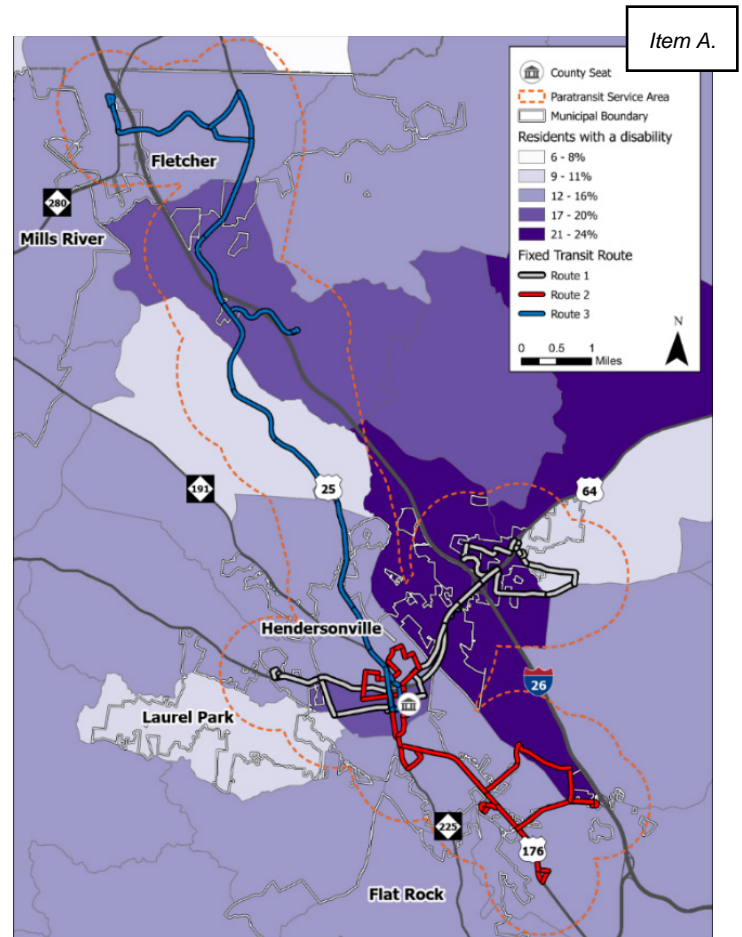 Item A.
County Seat
Paratransit Service Area
Municipal Boundary
Residents with a disability
6 - 8%
9 - 11%
12 - 16%
17 - 20%
21 - 24%
Fixed Transit Route
Route 1
Route 2
Route 3
0 0.5 1
Miles
N
Fletcher
280
Mills River
191
25
64
Hendersonville
26
Laurel Park
225
176
Flat Rock